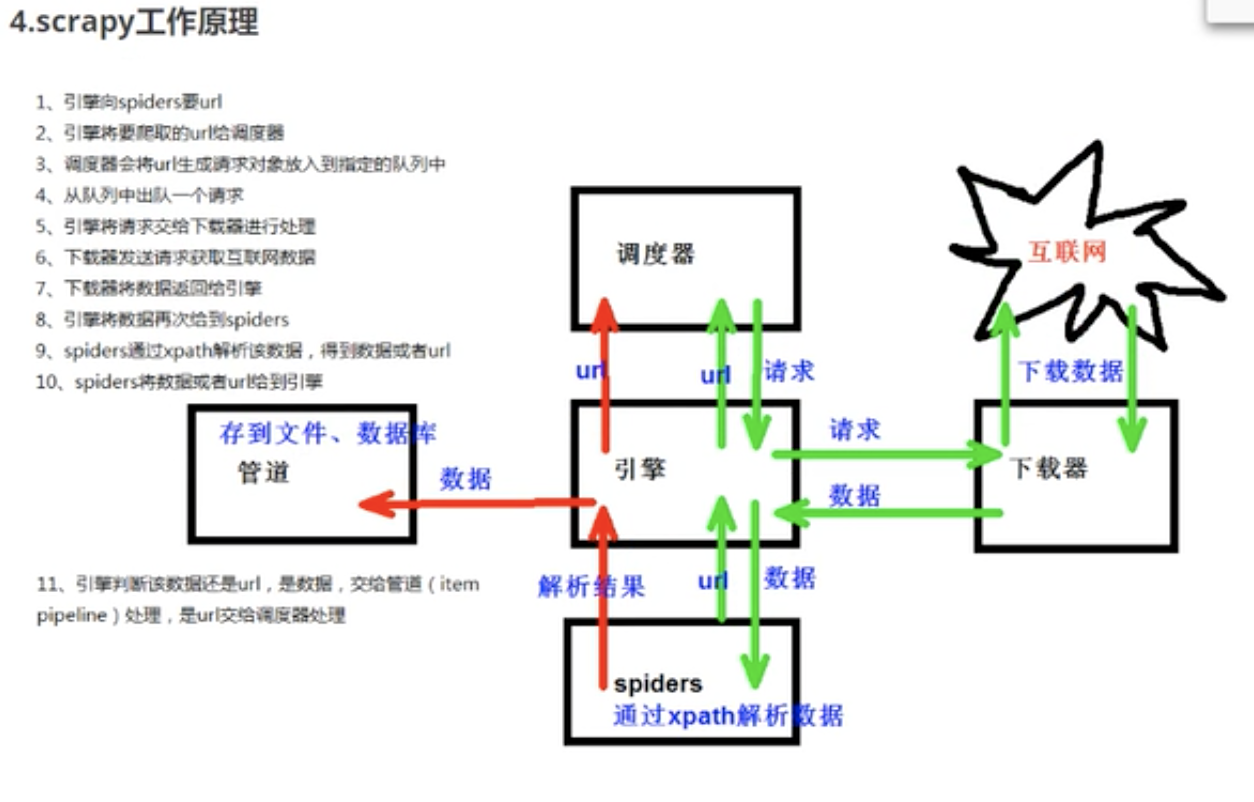 4.scrapy工作原理
1、引擎向spiders要url
2、引擎将要爬取的url给调度器
3、调度器会将url生成请求对象放入到指定的队列中
4、从队列中出队一个请求
5、引擎将请求交给下载器进行处理
6、下载器发送请求获取互联网数据
7、下载器将数据返回给引擎
8、引擎将数据再次给到spiders
9、spiders通过xpath解析该数据，得到数据或者url
10、spiders将数据或者url给到引擎
调度器
互联网
url
url
请求
下载数据
存到文件、数据库
管道
数据
引擎
请求
数据
下载器
11、引擎判断该数据还是url，是数据，交给管道（item
pipeline）处理，是url交给调度器处理
解析结果
url
数据
spiders
通过xpath解析数据